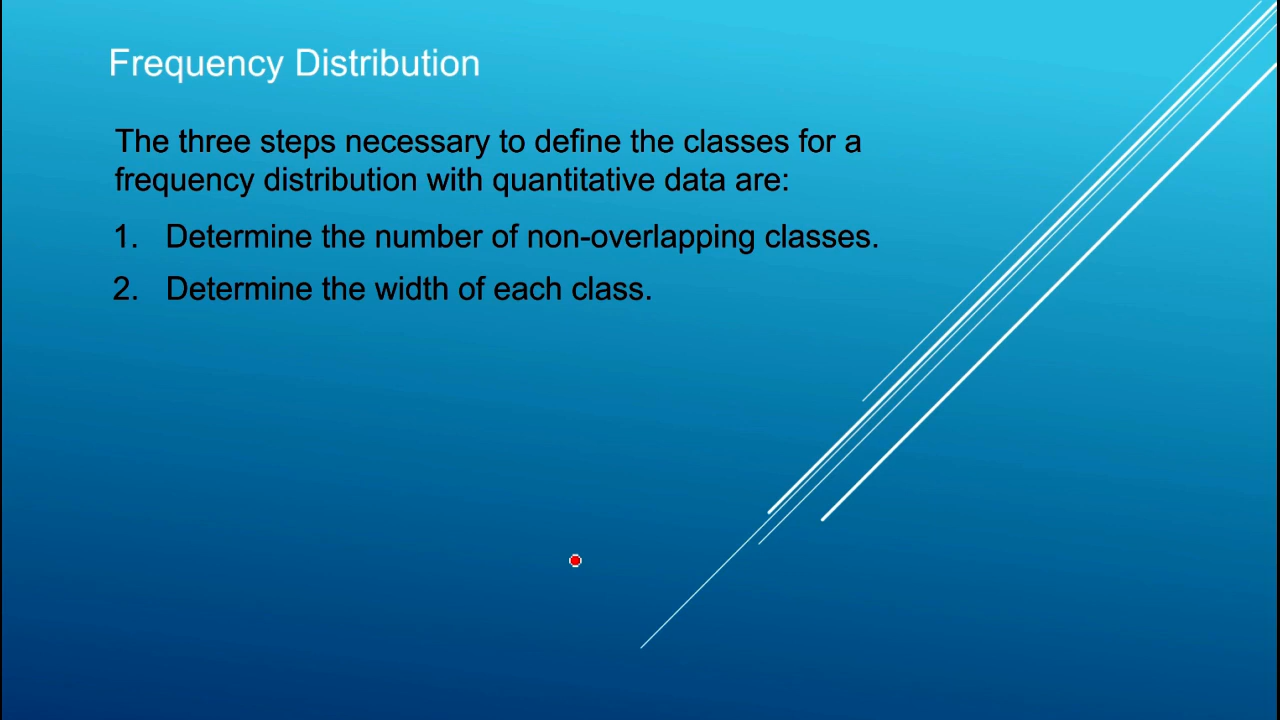 Frequency Distribution
The three steps necessary to define the classes for a
frequency distribution with quantitative data are:
1. Determine the number of non-overlapping classes.
2. Determine the width of each class.